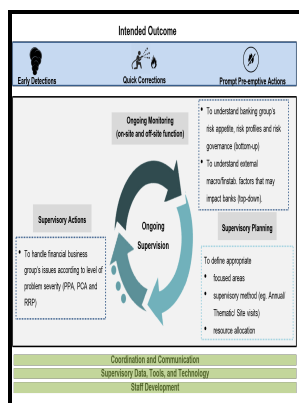 Intended Outcome
Early Detections
Quick Corrections
Prompt Pre-emptive Actions
Ongoing Monitoring
(on-site and off-site function)
• To understand banking group's
risk appetite, risk profiles and risk
governance (bottom-up)
• To understand external
macro/finstab. factors that may
impact banks (top-down).
Supervisory Actions
Ongoing
Supervision
Supervisory Planning
• To handle financial business
group's issues according to level of
problem severity (PPA, PCA and
RRP)
To define appropriate
• focused areas
• supervisory method (eg. Annual/
Thematic/ Site visits)
• resource allocation
Coordination and Communication
Supervisory Data, Tools, and Technology
Staff Development